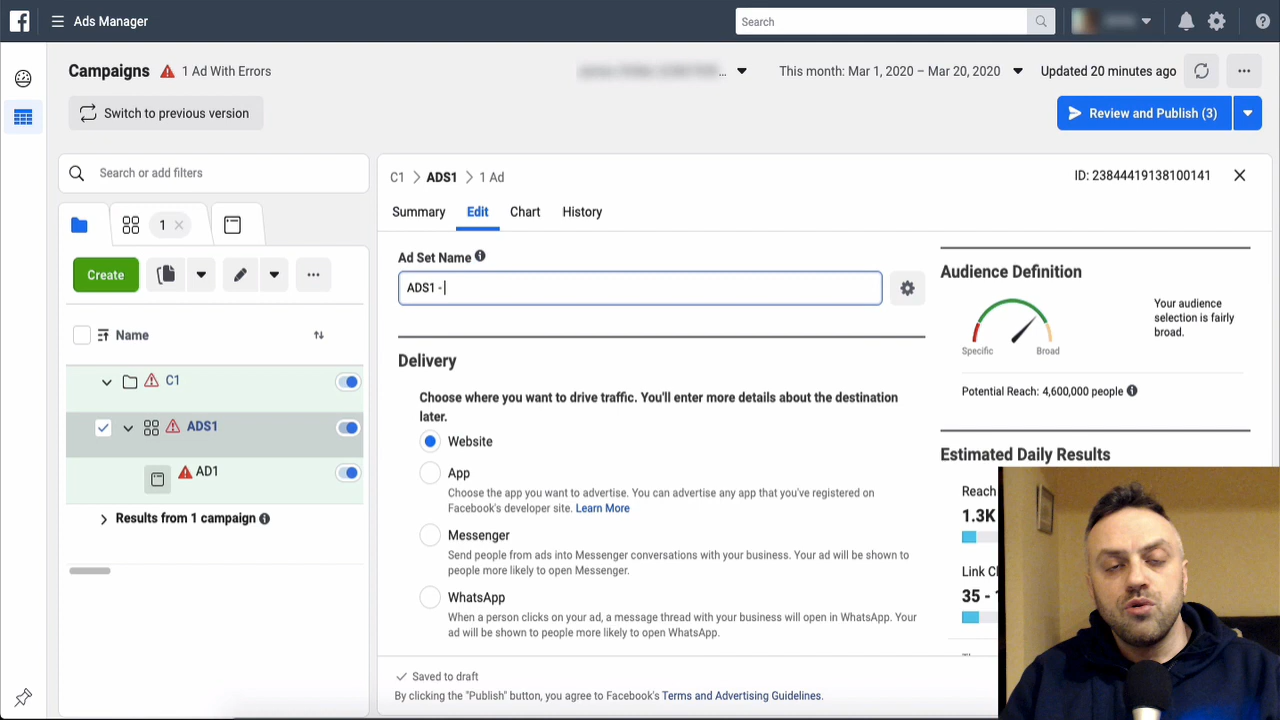 Ads Manager
Search
Campaigns 1 Ad With Errors
...
This month: Mar 1, 2020 – Mar 20, 2020
Updated 20 minutes ago
Switch to previous version
Review and Publish (3)
Search or add filters
1
Create
Name
C1
ADS1
AD1
Results from 1 campaign
C1 > ADS1 > 1 Ad
ID: 23844419138100141
Summary Edit Chart History
Ad Set Name
ADS1 -
Delivery
Choose where you want to drive traffic. You'll enter more details about the destination
later.
Website
App
Choose the app you want to advertise. You can advertise any app that you've registered on
Facebook's developer site. Learn More
Messenger
Send people from ads into Messenger conversations with your business. Your ad will be shown to
people more likely to open Messenger.
WhatsApp
When a person clicks on your ad, a message thread with your business will open in WhatsApp. Your
ad will be shown to people more likely to open WhatsApp.
Saved to draft
By clicking the "Publish" button, you agree to Facebook's Terms and Advertising Guidelines.
Audience Definition
Specific
Broad
Your audience
selection is fairly
broad.
Potential Reach: 4,600,000 people
Estimated Daily Results
Reach
1.3K
Link
35 -